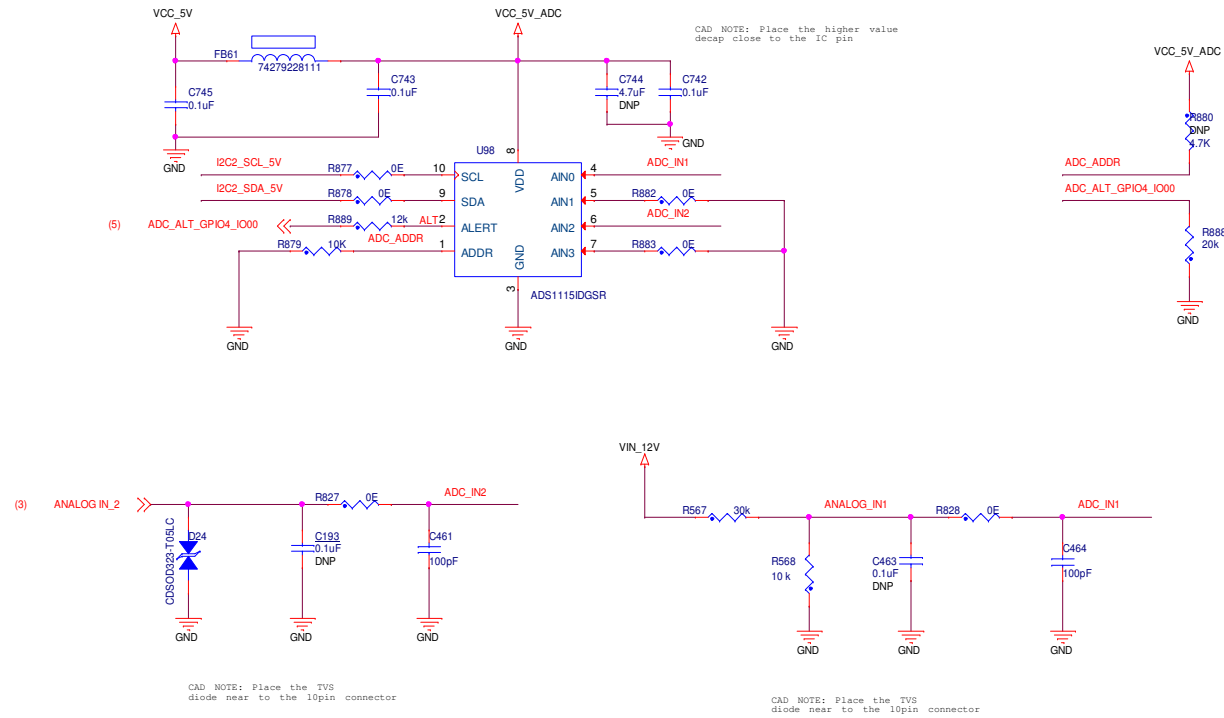 VCC_5V
VCC_5V_ADC
CAD NOTE: Place the higher value
decap close to the IC pin
VCC_5V_ADC
FB61
74279228111
C745
0.1uF
C743
0.1uF
C744
4.7uF
DNP
C742
0.1uF
GND
GND
R880
DNP
4.7K
U98
8
I2C2_SCL_5V
R877
0E
10
SCL
VDD
AIN0
4
ADC_IN1
ADC_ADDR
I2C2_SDA_5V
R878
0E
9
SDA
AIN1
5
R882
0E
ADC_ALT_GPIO4_IO00
(5)
ADC_ALT_GPIO4_IO00
R889
12k
ALT
2
ALERT
AIN2
6
ADC_IN2
R879
10K
ADC_ADDR
1
ADDR
GND
AIN3
7
R883
0E
R888
20k
3
ADS1115IDGSR
GND
GND
GND
GND
VIN_12V
(3)
ANALOG IN_2
R827
0E
ADC_IN2
D24
CDSOD323-T05LC
C193
0.1uF
DNP
C461
100pF
GND
GND
GND
R567
30k
ANALOG_IN1
R828
0E
ADC_IN1
R568
10 k
C463
0.1uF
DNP
C464
100pF
GND
GND
GND
CAD NOTE: Place the TVS
diode near to the 10pin connector
CAD NOTE: Place the TVS
diode near to the 10pin connector